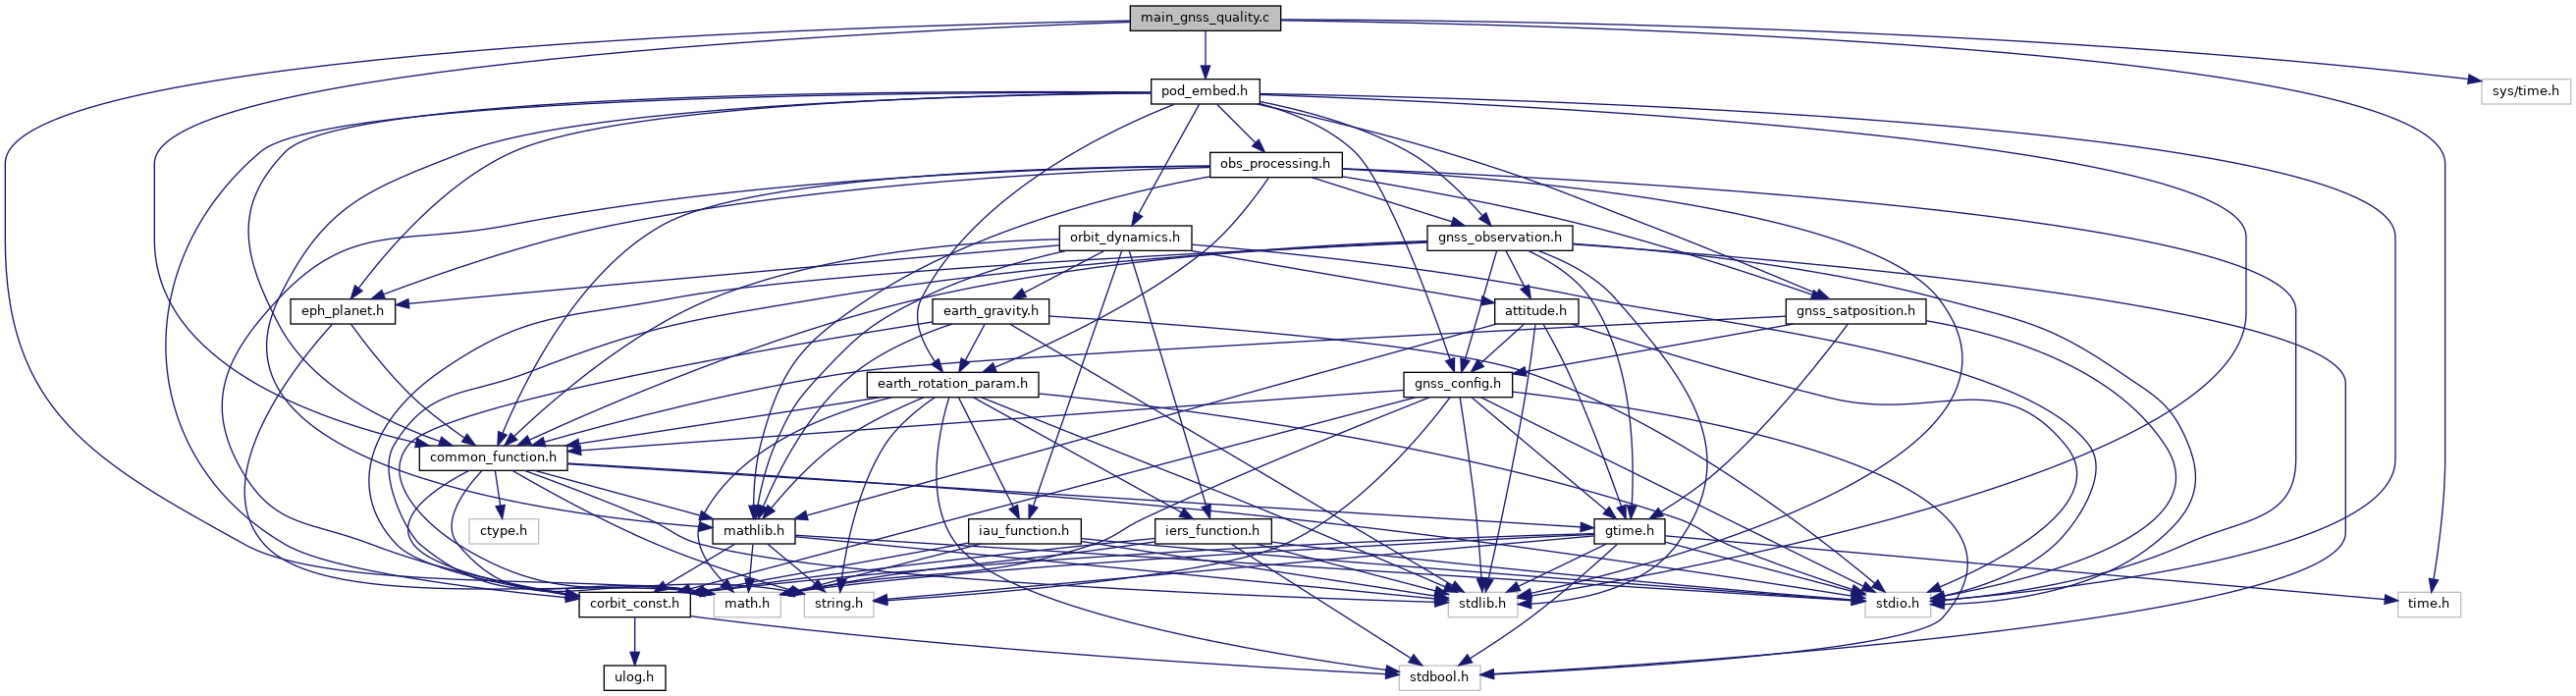 main_gnss_quality.c
pod_embed.h
sys/time.h
obs_processing.h
orbit_dynamics.h
gnss_observation.h
eph_planet.h
earth_gravity.h
attitude.h
gnss_satposition.h
earth_rotation_param.h
gnss_config.h
common_function.h
ctype.h
mathlib.h
iau_function.h
iers_function.h
gtime.h
corbit_const.h
math.h
string.h
stdlib.h
stdio.h
time.h
ulog.h
stdbool.h